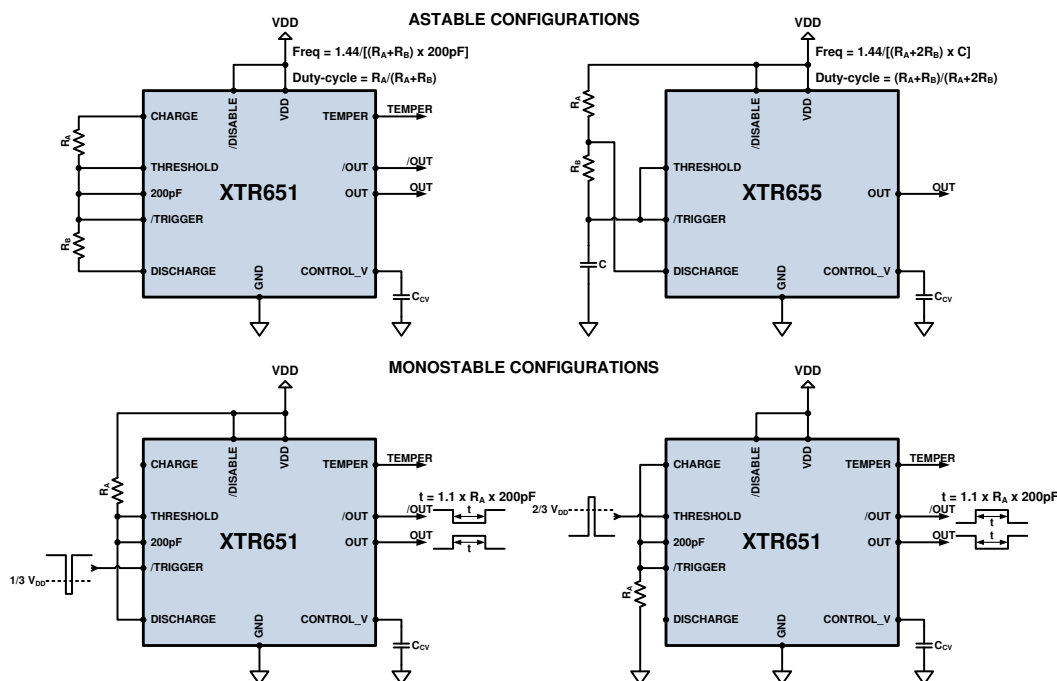 ASTABLE CONFIGURATIONS
VDD
Freq = 1.44/[(RA+RB) x 200pF]
Duty-cycle = RA/(RA+RB)
CHARGE
/DISABLE
VDD
TEMPER
TEMPER
RA
THRESHOLD
/OUT
/OUT
200pF
XTR651
OUT
OUT
/TRIGGER
RB
DISCHARGE
GND
CONTROL_V
CCV
VDD
Freq = 1.44/[(RA+2RB) x C]
Duty-cycle = (RA+RB)/(RA+2RB)
RA
/DISABLE
VDD
RB
THRESHOLD
XTR655
OUT
OUT
/TRIGGER
C
DISCHARGE
GND
CONTROL_V
CCV
MONOSTABLE CONFIGURATIONS
VDD
CHARGE
/DISABLE
VDD
TEMPER
TEMPER
RA
t = 1.1 x RA x 200pF
THRESHOLD
/OUT
/OUT
t
200pF
XTR651
OUT
OUT
t
/TRIGGER
1/3 VDD
DISCHARGE
GND
CONTROL_V
CCV
VDD
CHARGE
/DISABLE
VDD
TEMPER
TEMPER
t = 1.1 x RA x 200pF
2/3 VDD
THRESHOLD
/OUT
/OUT
t
200pF
XTR651
OUT
OUT
t
/TRIGGER
RA
DISCHARGE
GND
CONTROL_V
CCV